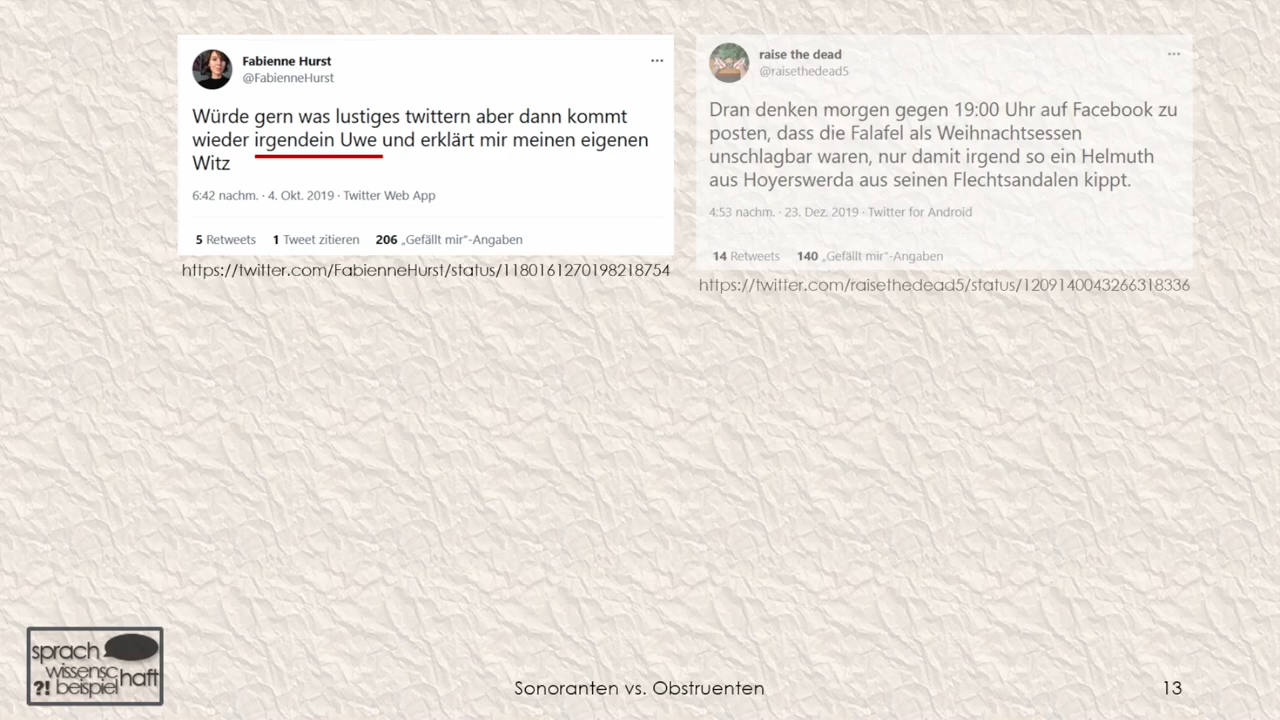 Fabienne Hurst
@FabienneHurst
Würde gern was lustiges twittern aber dann kommt
wieder irgendein Uwe und erklärt mir meinen eigenen
Witz
6:42 nachm. · 4. Okt. 2019 · Twitter Web App
5 Retweets 1 Tweet zitieren 206 „Gefällt mir“-Angaben
https://twitter.com/FabienneHurst/status/1180161270198218754
raise the dead
@raisethedead5
Dran denken morgen gegen 19:00 Uhr auf Facebook zu
posten, dass die Falafel als Weihnachtsessen
unschlagbar waren, nur damit irgend so ein Helmuth
aus Hoyerswerda aus seinen Flechtsandalen kippt.
4:53 nachm. · 23. Dez. 2019 · Twitter for Android
14 Retweets 140 „Gefällt mir“-Angaben
https://twitter.com/raisethedead5/status/1209140043266318336
sprach
wissensc
haft
?! beispiel
Sonoranten vs. Obstruenten
13